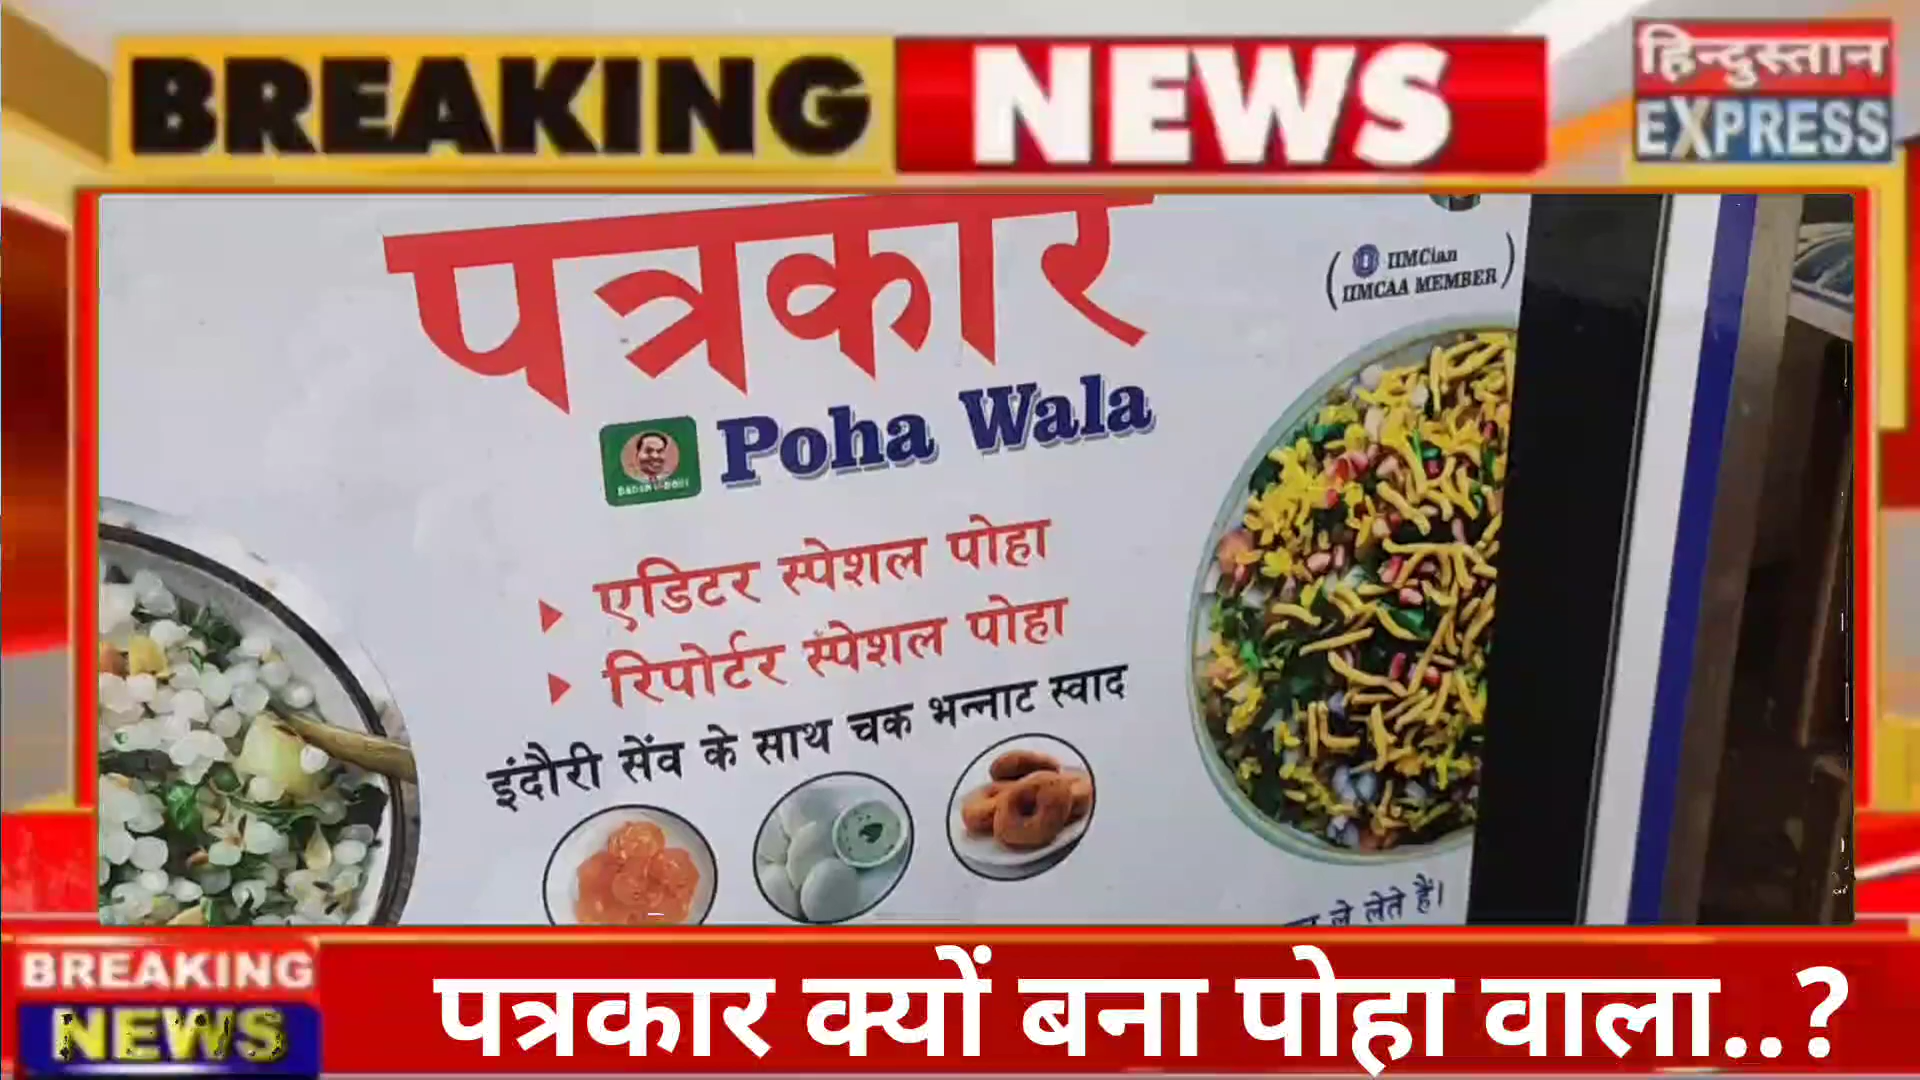 BREAKING NEWS
हिन्दुस्तान
EXPRESS
पत्रकार
Poha Wala
IIMCian
IIMCAA MEMBER
एडिटर स्पेशल पोहा
रिपोर्टर स्पेशल पोहा
इंदौरी सेंव के साथ चक भन्नाट स्वाद
ले लेते हैं।
BREAKING
NEWS
पत्रकार क्यों बना पोहा वाला..?